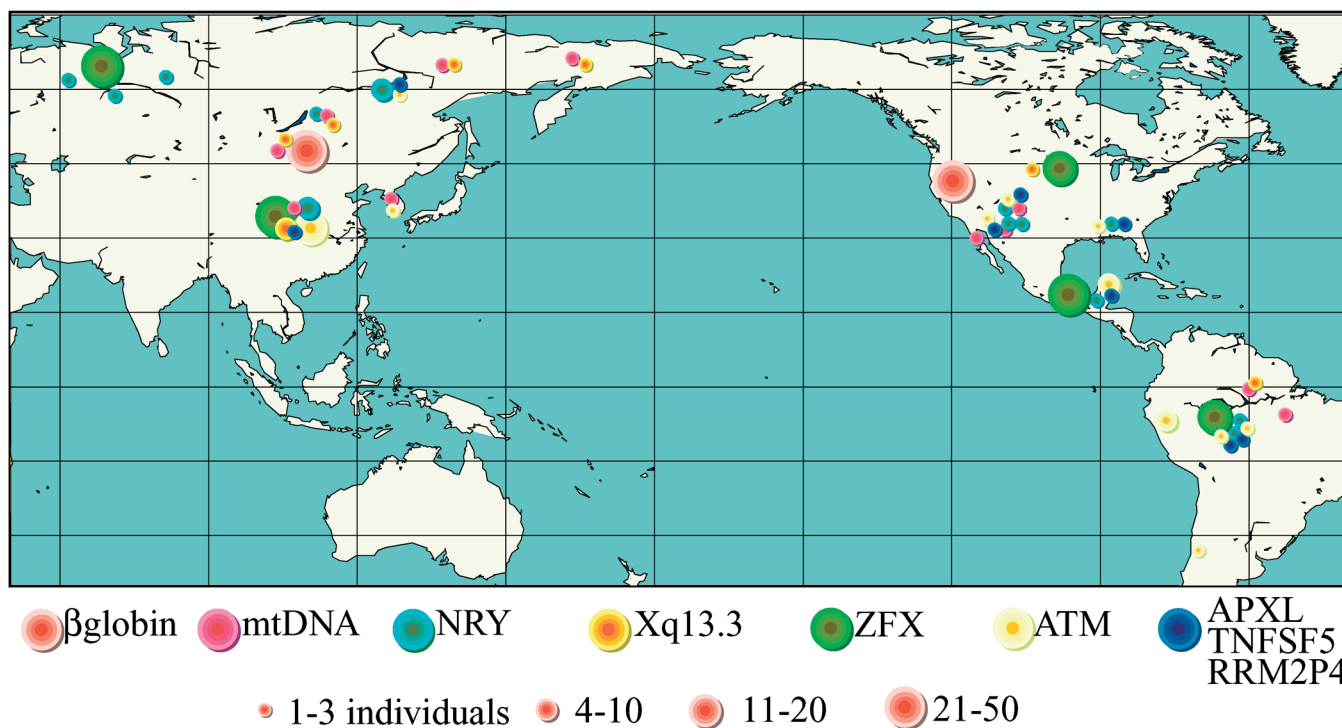 βglobin
mtDNA
NRY
Xq13.3
ZFX
ATM
APXL
TNFSF5
RRM2P4
1-3 individuals
4-10
11-20
21-50